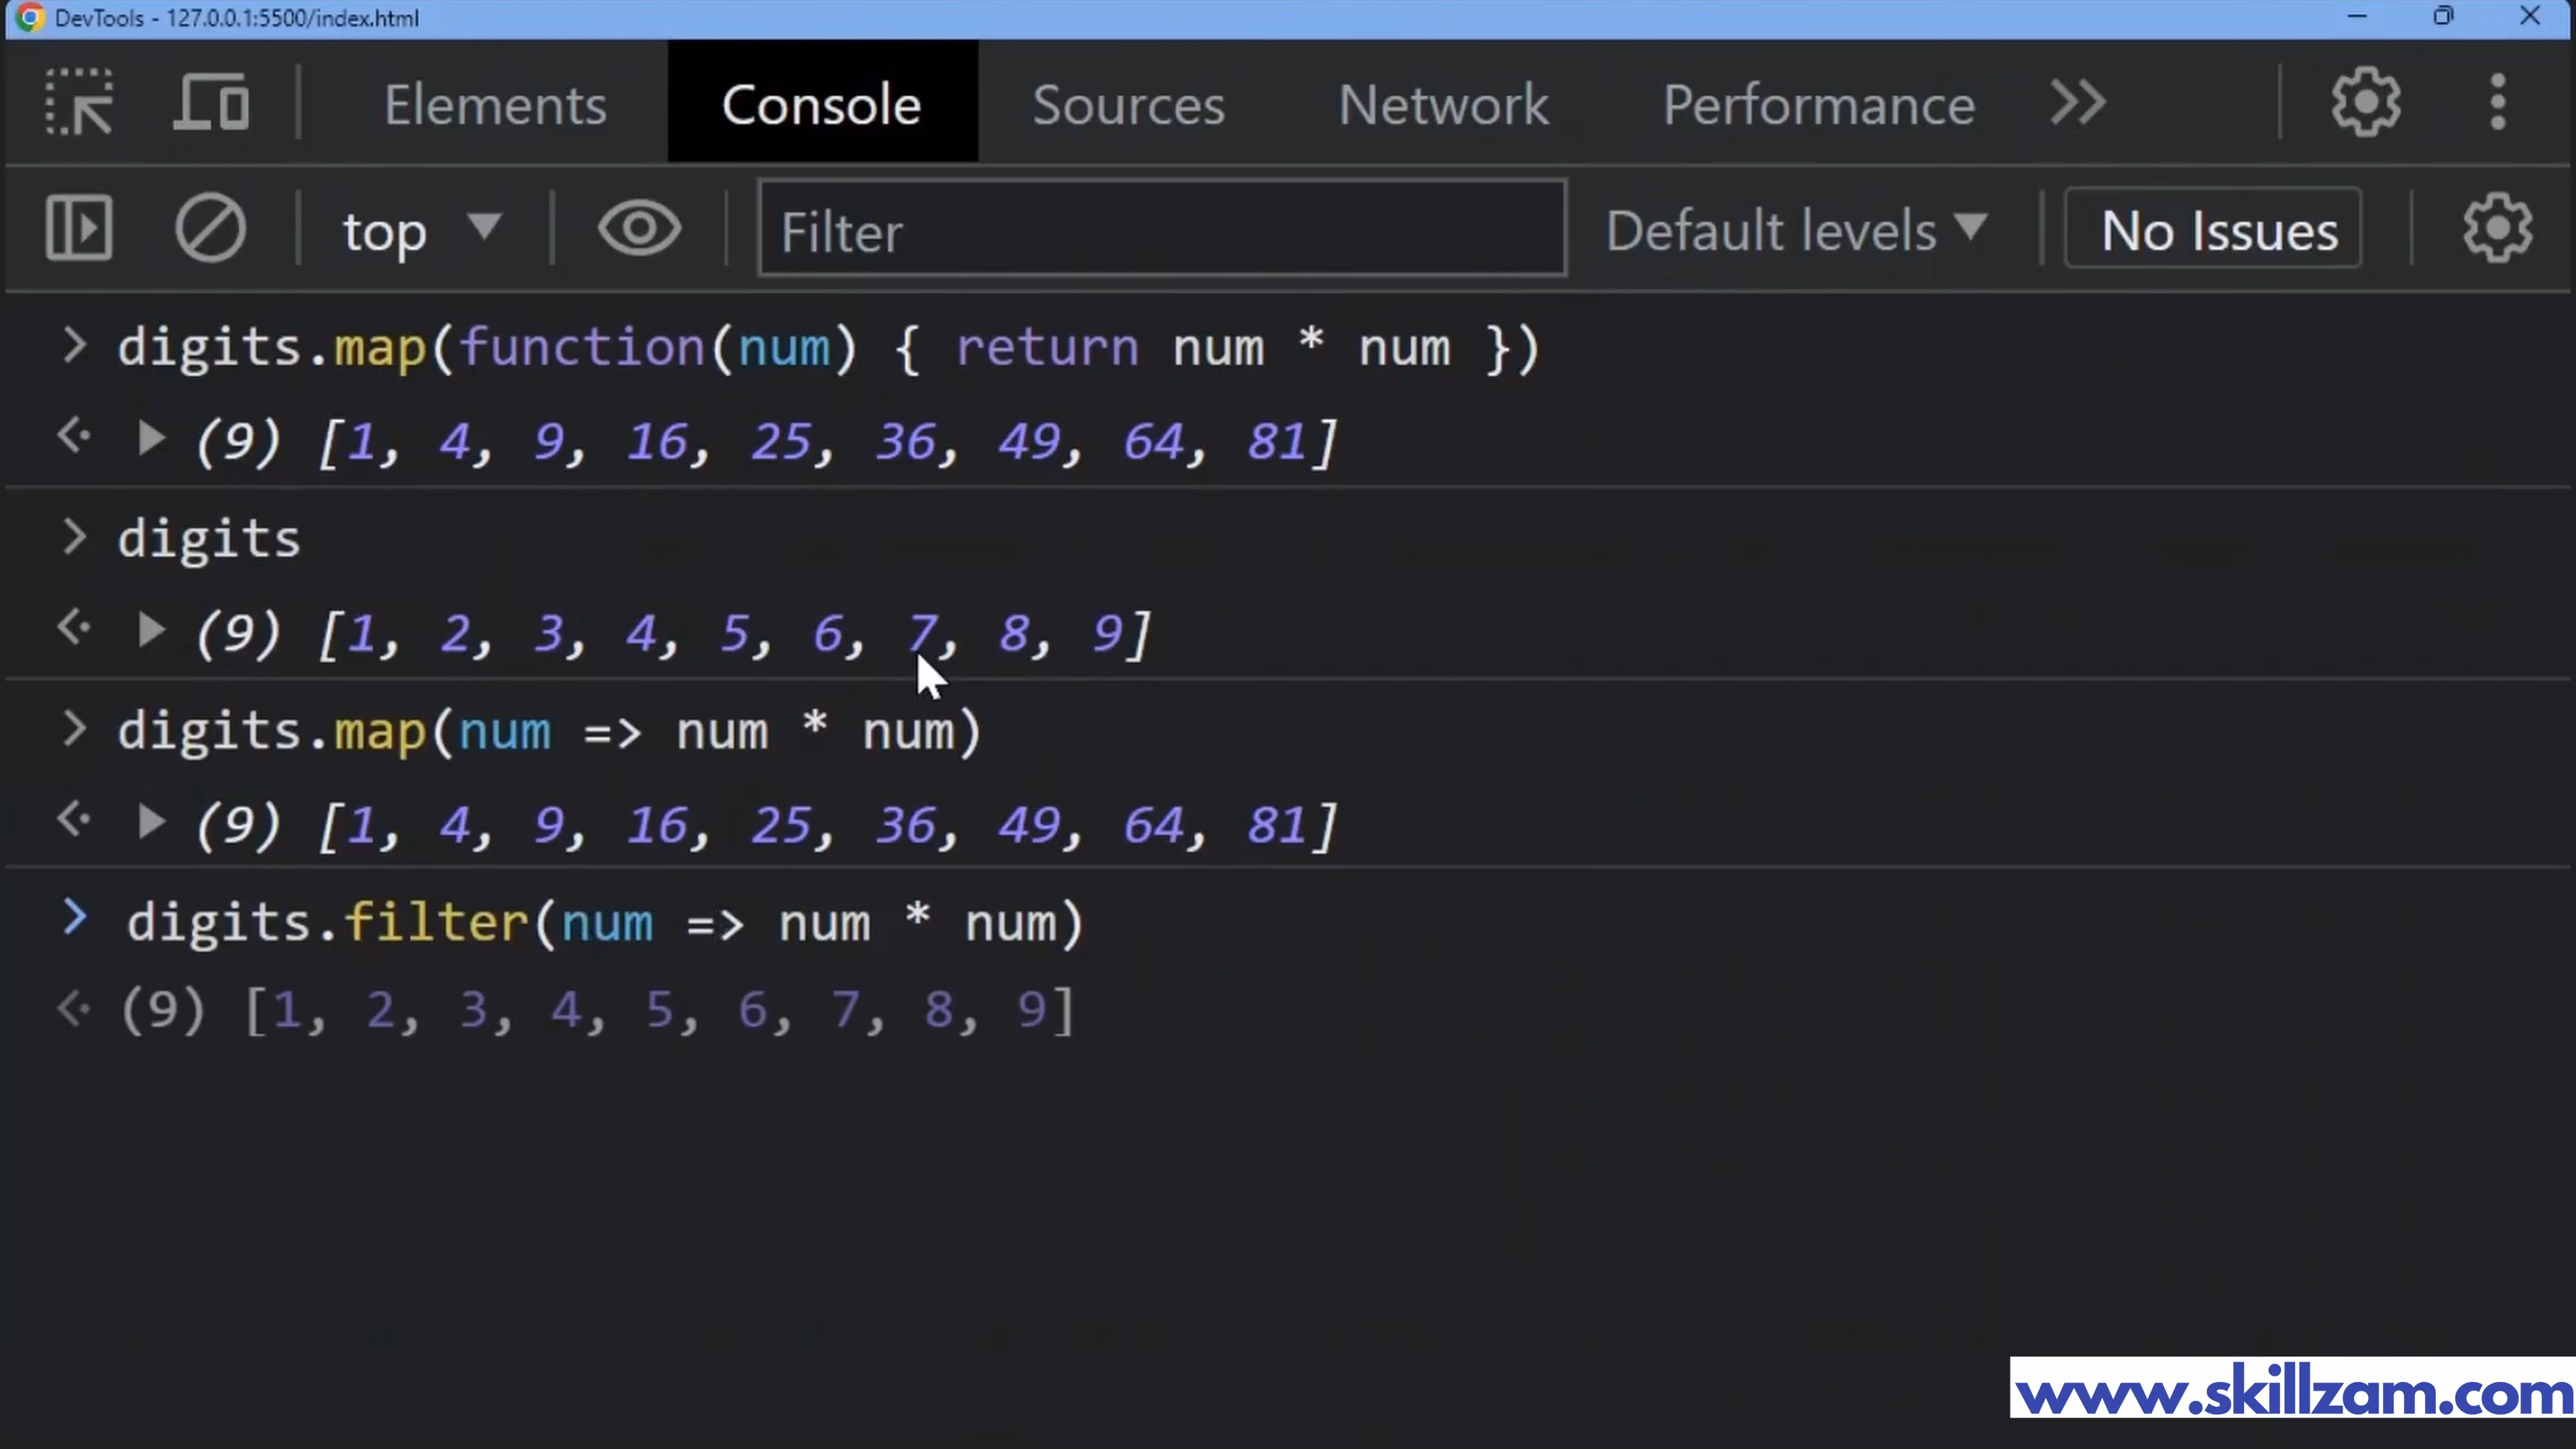 DevTools - 127.0.0.1:5500/index.html
Elements Console Sources Network Performance
top Filter Default levels No Issues
> digits.map(function(num) { return num * num })
(9) [1, 4, 9, 16, 25, 36, 49, 64, 81]
> digits
(9) [1, 2, 3, 4, 5, 6, 7, 8, 9]
> digits.map(num => num * num)
(9) [1, 4, 9, 16, 25, 36, 49, 64, 81]
> digits.filter(num => num * num)
(9) [1, 2, 3, 4, 5, 6, 7, 8, 9]
www.skillzam.com